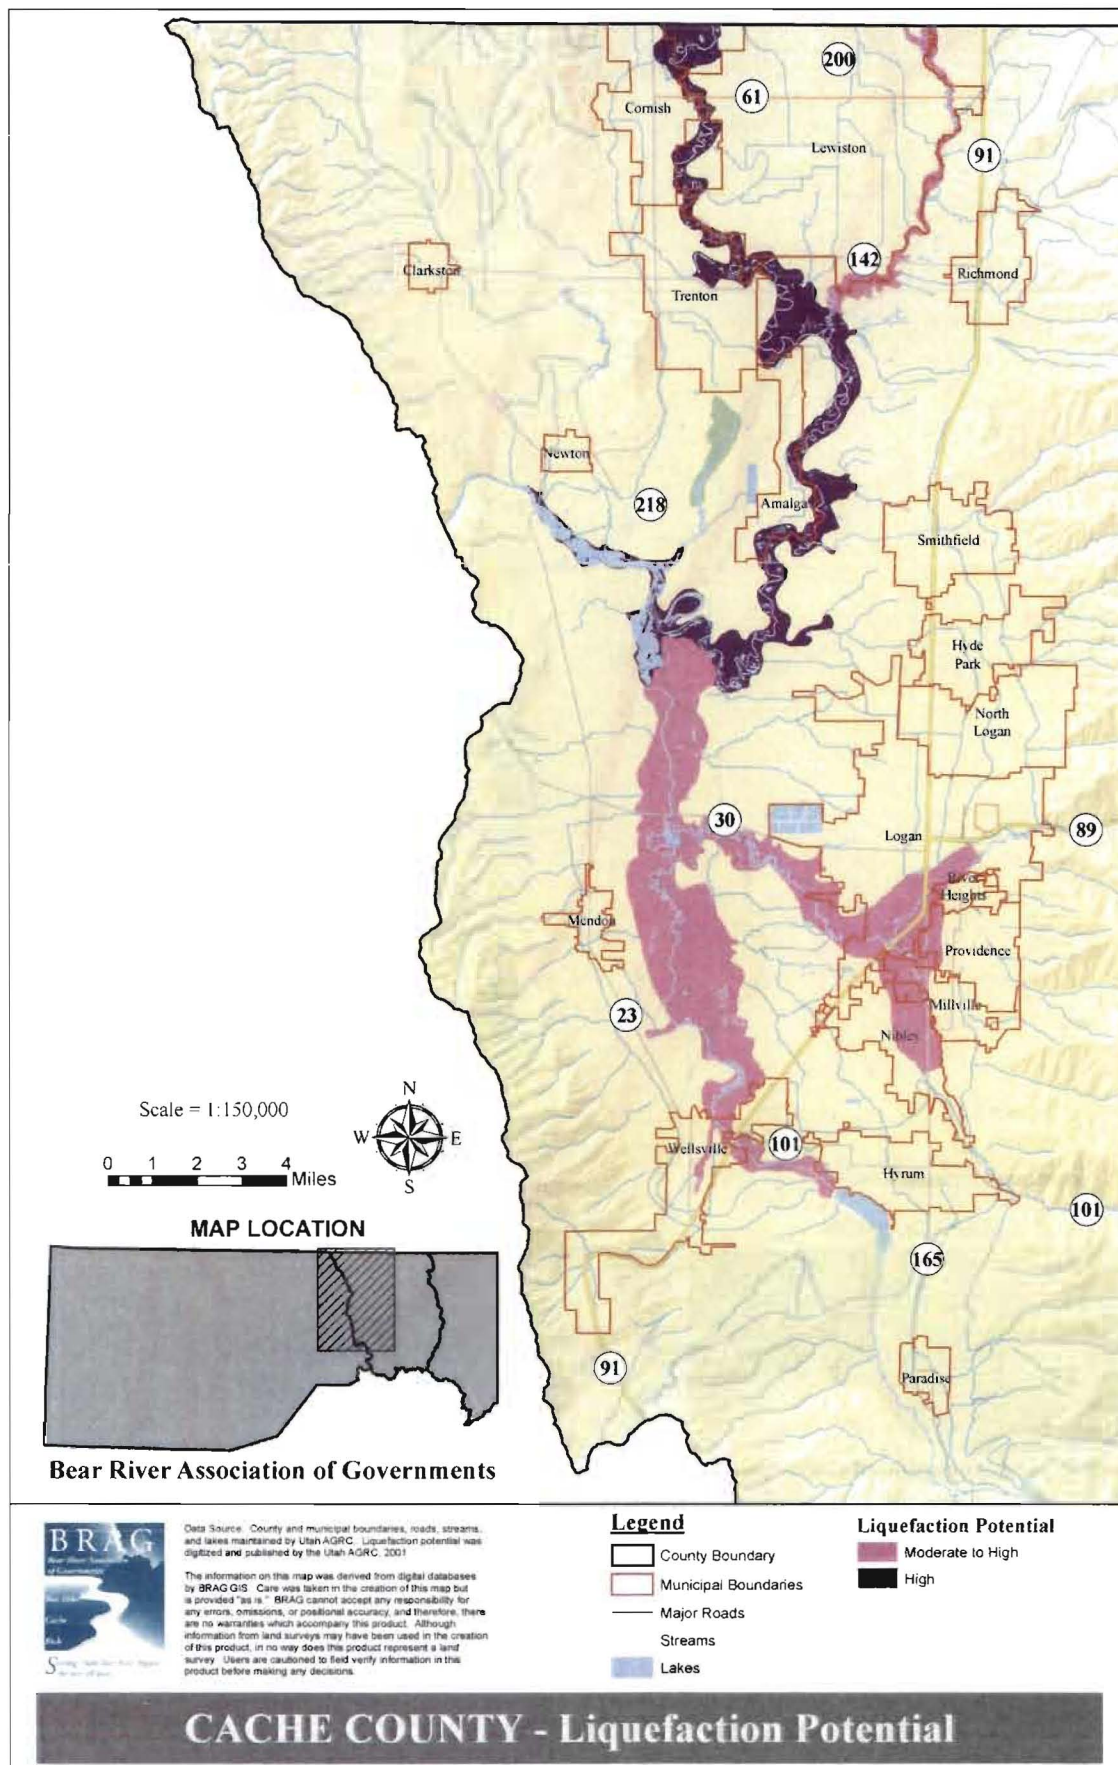 200
61
Cornish
Lewiston
91
142
Clarkston
Richmond
Trenton
Newton
218
Amalga
Smithfield
Hyde
Park
North
Logan
30
Logan
89
River
Heights
Mendon
Providence
23
Millville
Nibley
Scale = 1:150,000
N
W E
S
0 1 2 3 4
Miles
Wellsville
101
Hyrum
101
165
MAP LOCATION
91
Paradise
Bear River Association of Governments
BRAG
Bear River Association
of Governments
Box Elder
Cache
Rich
Data Source: County and municipal boundaries, roads, streams,
and lakes maintained by Utah AGRC. Liquefaction potential was
digitized and published by the Utah AGRC, 2001
The information on this map was derived from digital databases
by BRAG GIS. Care was taken in the creation of this map but
is provided "as is." BRAG cannot accept any responsibility for
any errors, omissions, or positional accuracy, and therefore, there
are no warranties which accompany this product. Although
information from land surveys may have been used in the creation
of this product, in no way does this product represent a land
survey. Users are cautioned to field verify information in this
product before making any decisions.
Legend
County Boundary
Municipal Boundaries
Major Roads
Streams
Lakes
Liquefaction Potential
Moderate to High
High
CACHE COUNTY - Liquefaction Potential